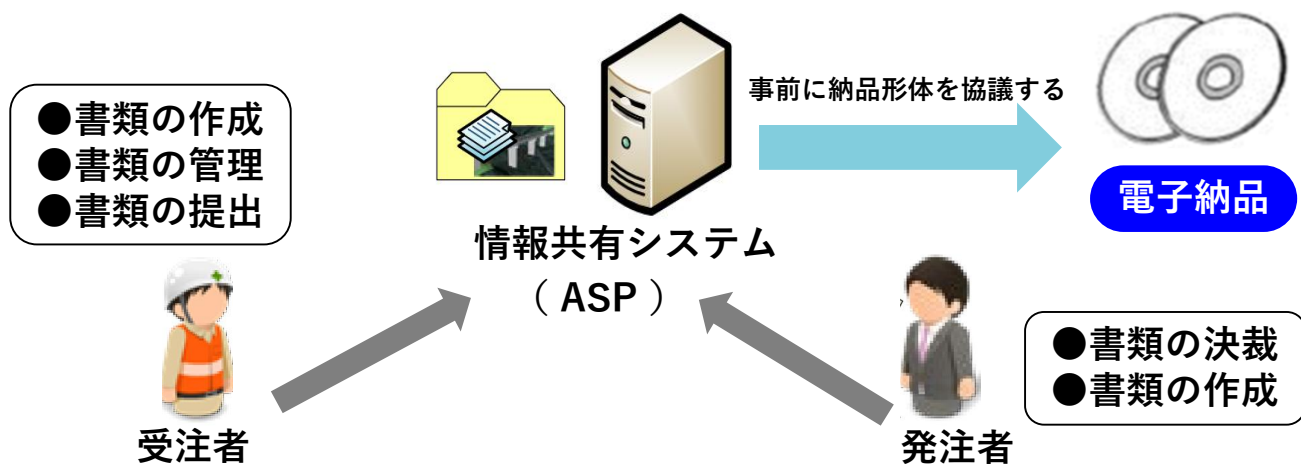 事前に納品形体を協議する
●書類の作成
●書類の管理
●書類の提出
電子納品
情報共有システム
（ ASP ）
●書類の決裁
●書類の作成
受注者
発注者